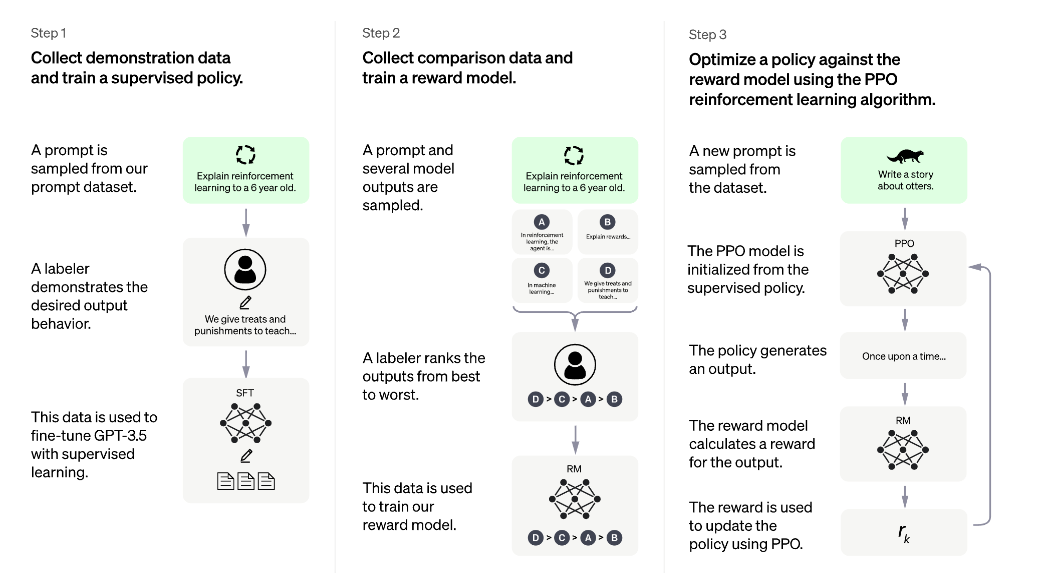 Step 1
Collect demonstration data
and train a supervised policy.
A prompt is
sampled from our
prompt dataset.
Explain reinforcement
learning to a 6 year old.
A labeler
demonstrates the
desired output
behavior.
We give treats and
punishments to teach...
This data is used to
fine-tune GPT-3.5
with supervised
learning.
SFT
Step 2
Collect comparison data and
train a reward model.
A prompt and
several model
outputs are
sampled.
Explain reinforcement
learning to a 6 year old.
A
In reinforcement
learning, the
agent is...
B
Explain rewards...
C
In machine
learning...
D
We give treats and
punishments to
teach...
A labeler ranks the
outputs from best
to worst.
D > C > A > B
This data is used
to train our
reward model.
RM
D > C > A > B
Step 3
Optimize a policy against the
reward model using the PPO
reinforcement learning algorithm.
A new prompt is
sampled from
the dataset.
Write a story
about otters.
The PPO model is
initialized from the
supervised policy.
PPO
The policy generates
an output.
Once upon a time...
The reward model
calculates a reward
for the output.
RM
The reward is used
to update the
policy using PPO.
rk